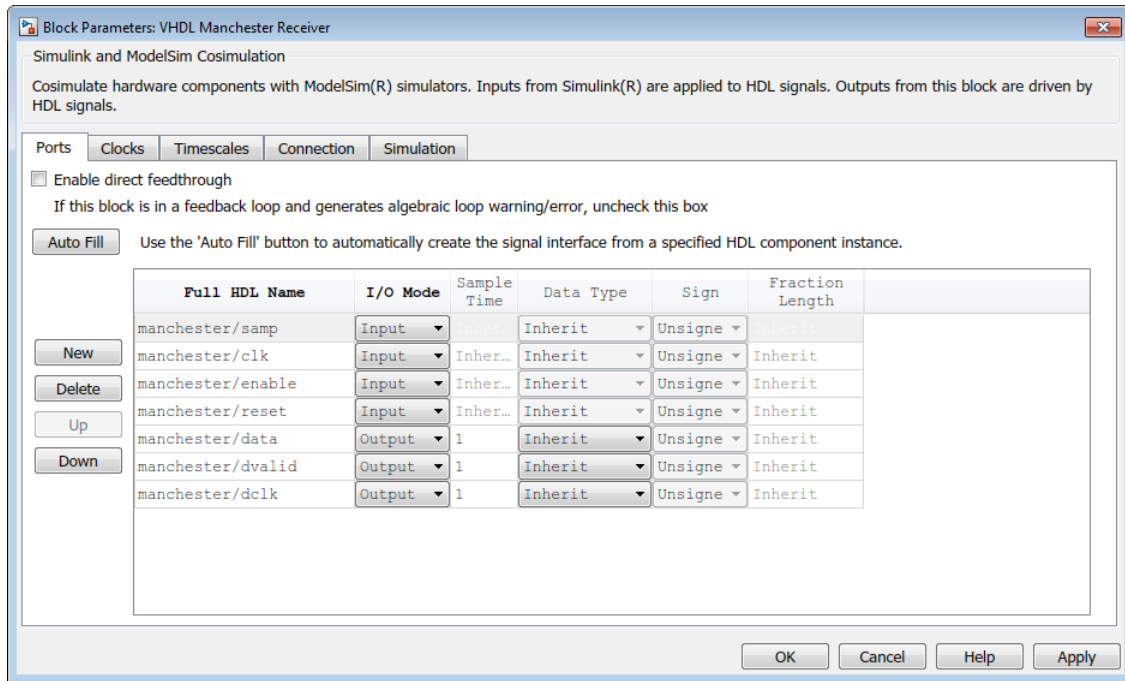 Block Parameters: VHDL Manchester Receiver
Simulink and ModelSim Cosimulation
Cosimulate hardware components with ModelSim(R) simulators. Inputs from Simulink(R) are applied to HDL signals. Outputs from this block are driven by
HDL signals.
Ports Clocks Timescales Connection Simulation
Enable direct feedthrough
If this block is in a feedback loop and generates algebraic loop warning/error, uncheck this box
Auto Fill Use the 'Auto Fill' button to automatically create the signal interface from a specified HDL component instance.
Full HDL Name I/O Mode Sample Time Data Type Sign Fraction Length
manchester/samp Input Inher... Inherit Unsigne Inherit
New manchester/clk Input Inher... Inherit Unsigne Inherit
Delete manchester/enable Input Inher... Inherit Unsigne Inherit
Up manchester/reset Input Inher... Inherit Unsigne Inherit
manchester/data Output 1 Inherit Unsigne Inherit
Down manchester/dvalid Output 1 Inherit Unsigne Inherit
manchester/dclk Output 1 Inherit Unsigne Inherit
OK Cancel Help Apply